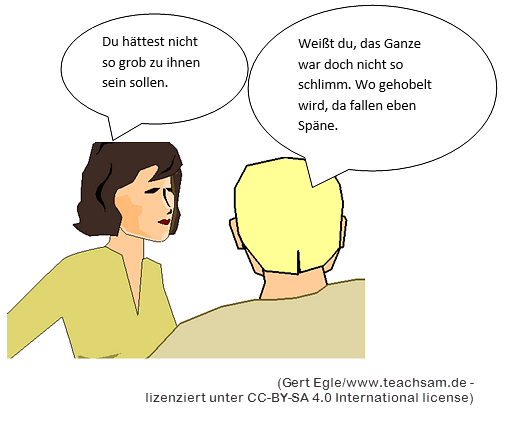 Du hättest nicht
so grob zu ihnen
sein sollen.
Weißt du, das Ganze
war doch nicht so
schlimm. Wo gehobelt
wird, da fallen eben
Späne.
(Gert Egle/www.teachsam.de -
lizenziert unter CC-BY-SA 4.0 International license)